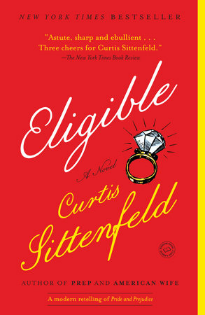 NEW YORK TIMES BESTSELLER
"Astute, sharp and ebullient . . .
Three cheers for Curtis Sittenfeld."
—The New York Times Book Review
Eligible
A Novel
Curtis
Sittenfeld
AUTHOR OF PREP AND AMERICAN WIFE
A modern retelling of Pride and Prejudice